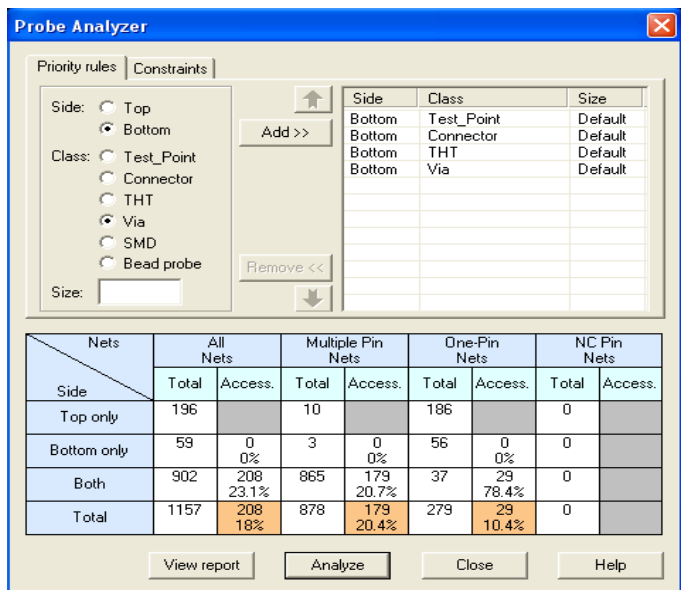 Probe Analyzer
Priority rules Constraints
Side: Top
Bottom
Class: Test_Point
Connector
THT
Via
SMD
Bead probe
Size:
Add >>
Remove <<
Side Class Size
Bottom Test_Point Default
Bottom Connector Default
Bottom THT Default
Bottom Via Default
Nets All Nets Multiple Pin Nets One-Pin Nets NC Pin Nets
Side Total Access. Total Access. Total Access. Total Access.
Top only 196 10 186 0
Bottom only 59 0 0% 3 0 0% 56 0 0% 0
Both 902 208 23.1% 865 179 20.7% 37 29 78.4% 0
Total 1157 208 18% 878 179 20.4% 279 29 10.4% 0
View report Analyze Close Help